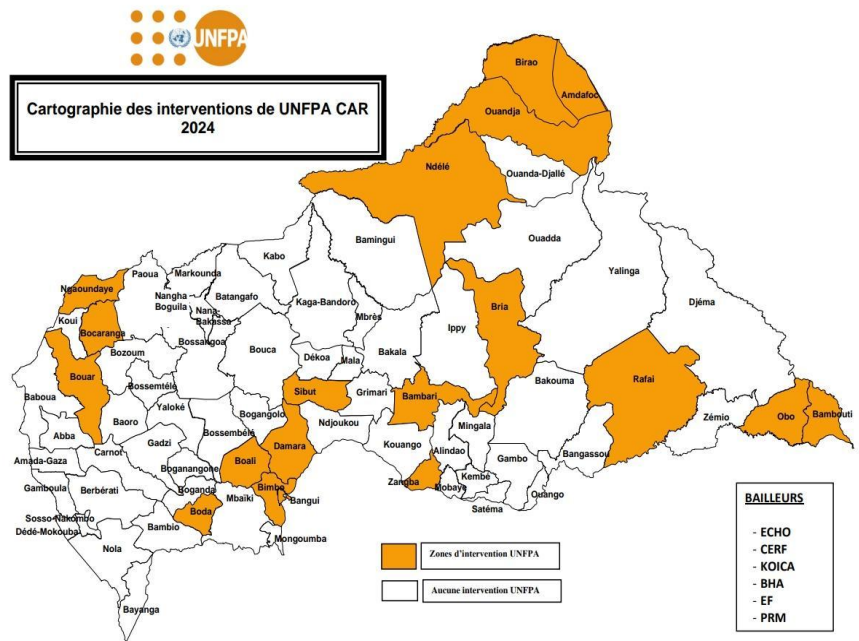 UNFPA
Cartographie des interventions de UNFPA CAR
2024
Birao
Amdafoc
Ouandja
Ndélé
Ouanda-Djallé
Bamingui
Ouadda
Yalinga
Kabo
Paoua
Markounda
Ngaoundaye
Nangha
Boguila
Batangafo
Kaga-Bandoro
Nana-
Bakassa
Bria
Djéma
Koui
Bocaranga
Mbrès
Ippy
Bossangoa
Bouca
Bozoum
Dékoa
Mala
Bakala
Bouar
Bossemtélé
Rafai
Bakouma
Baboua
Sibut
Grimari
Bambari
Yaloké
Bogangolo
Obo
Bambouti
Baoro
Ndjoukou
Zémio
Abba
Gadzi
Bossembélé
Damara
Mingala
Kouango
Alindao
Bangassou
Carnot
Amada-Gaza
Boganangone
Boali
Gambo
Kembé
Gamboula
Berbérati
Boganda
Mbaïki
Bimbo
Bangui
Zangba
Mobaye
Satéma
Ouango
Boda
Sosso-Nakombo
Dédé-Mokouba
Bambio
Mongoumba
Nola
Bayanga
Zones d'intervention UNFPA
Aucune intervention UNFPA
BAILLEURS
- ECHO
- CERF
- KOICA
- BHA
- EF
- PRM